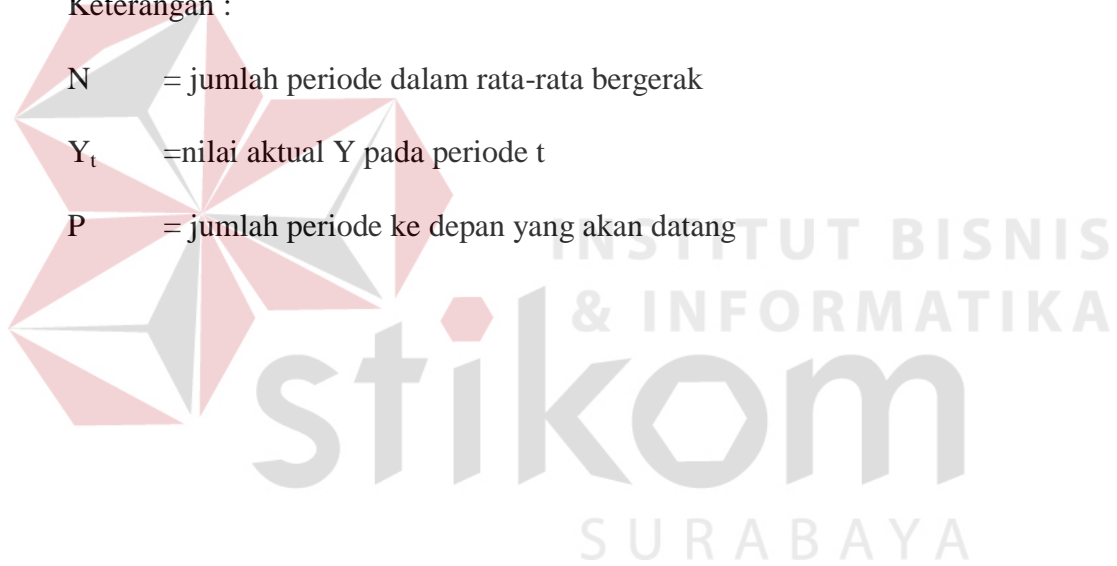 Keterangan :
N = jumlah periode dalam rata-rata bergerak
Yt =nilai aktual Y pada periode t
P = jumlah periode ke depan yang akan datang
INSTITUT BISNIS
& INFORMATIKA
stikom
SURABAYA